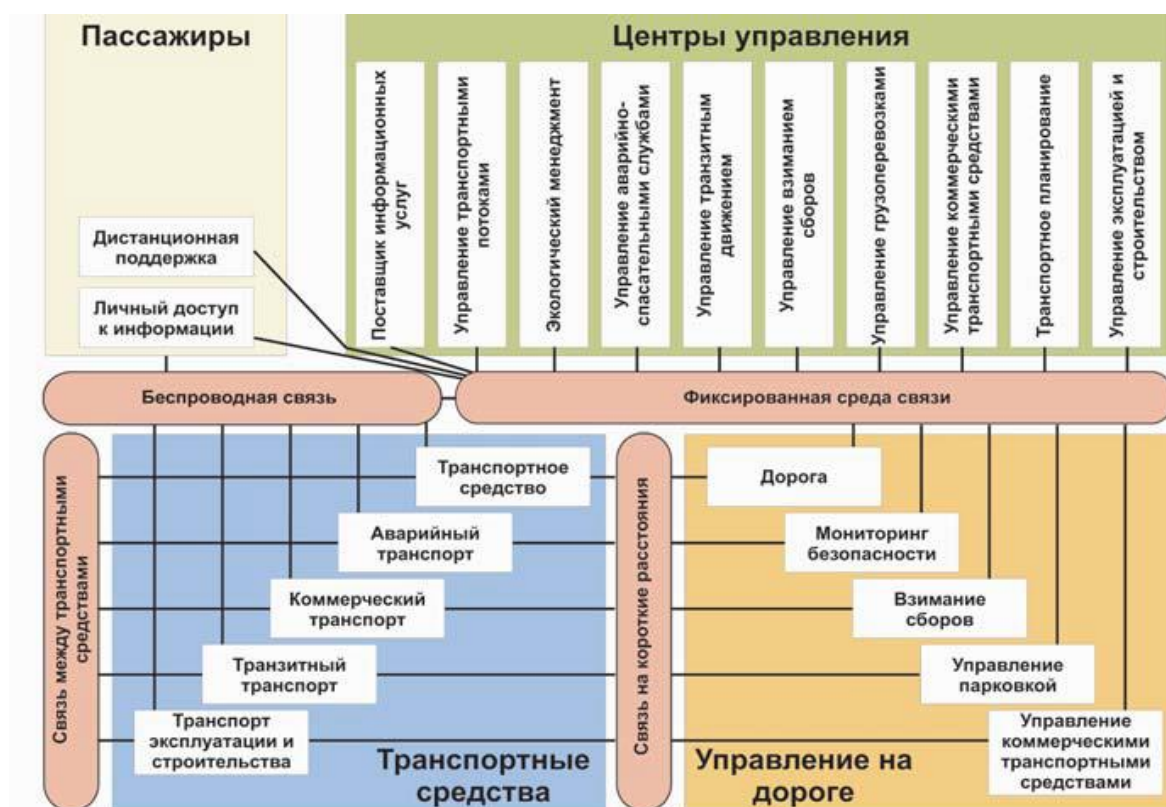 Пассажиры
Центры управления
Поставщик информационных
услуг
Управление транспортными
потоками
Экологический менеджмент
Управление аварийно-
спасательными службами
Управление транзитным
движением
Управление взиманием
сборов
Управление грузоперевозками
Управление коммерческими
транспортными средствами
Транспортное планирование
Управление эксплуатацией и
строительством
Дистанционная
поддержка
Личный доступ
к информации
Беспроводная связь
Фиксированная среда связи
Связь между транспортными
средствами
Транспортное
средство
Аварийный
транспорт
Коммерческий
транспорт
Транзитный
транспорт
Транспорт
эксплуатации и
строительства
Транспортные
средства
Связь на короткие расстояния
Дорога
Мониторинг
безопасности
Взимание
сборов
Управление
парковкой
Управление
коммерческими
транспортными
средствами
Управление на
дороге